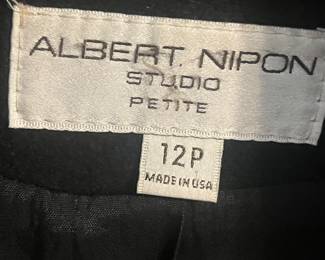 ALBERT NIPON
STUDIO
PETITE
12P
MADE IN USA